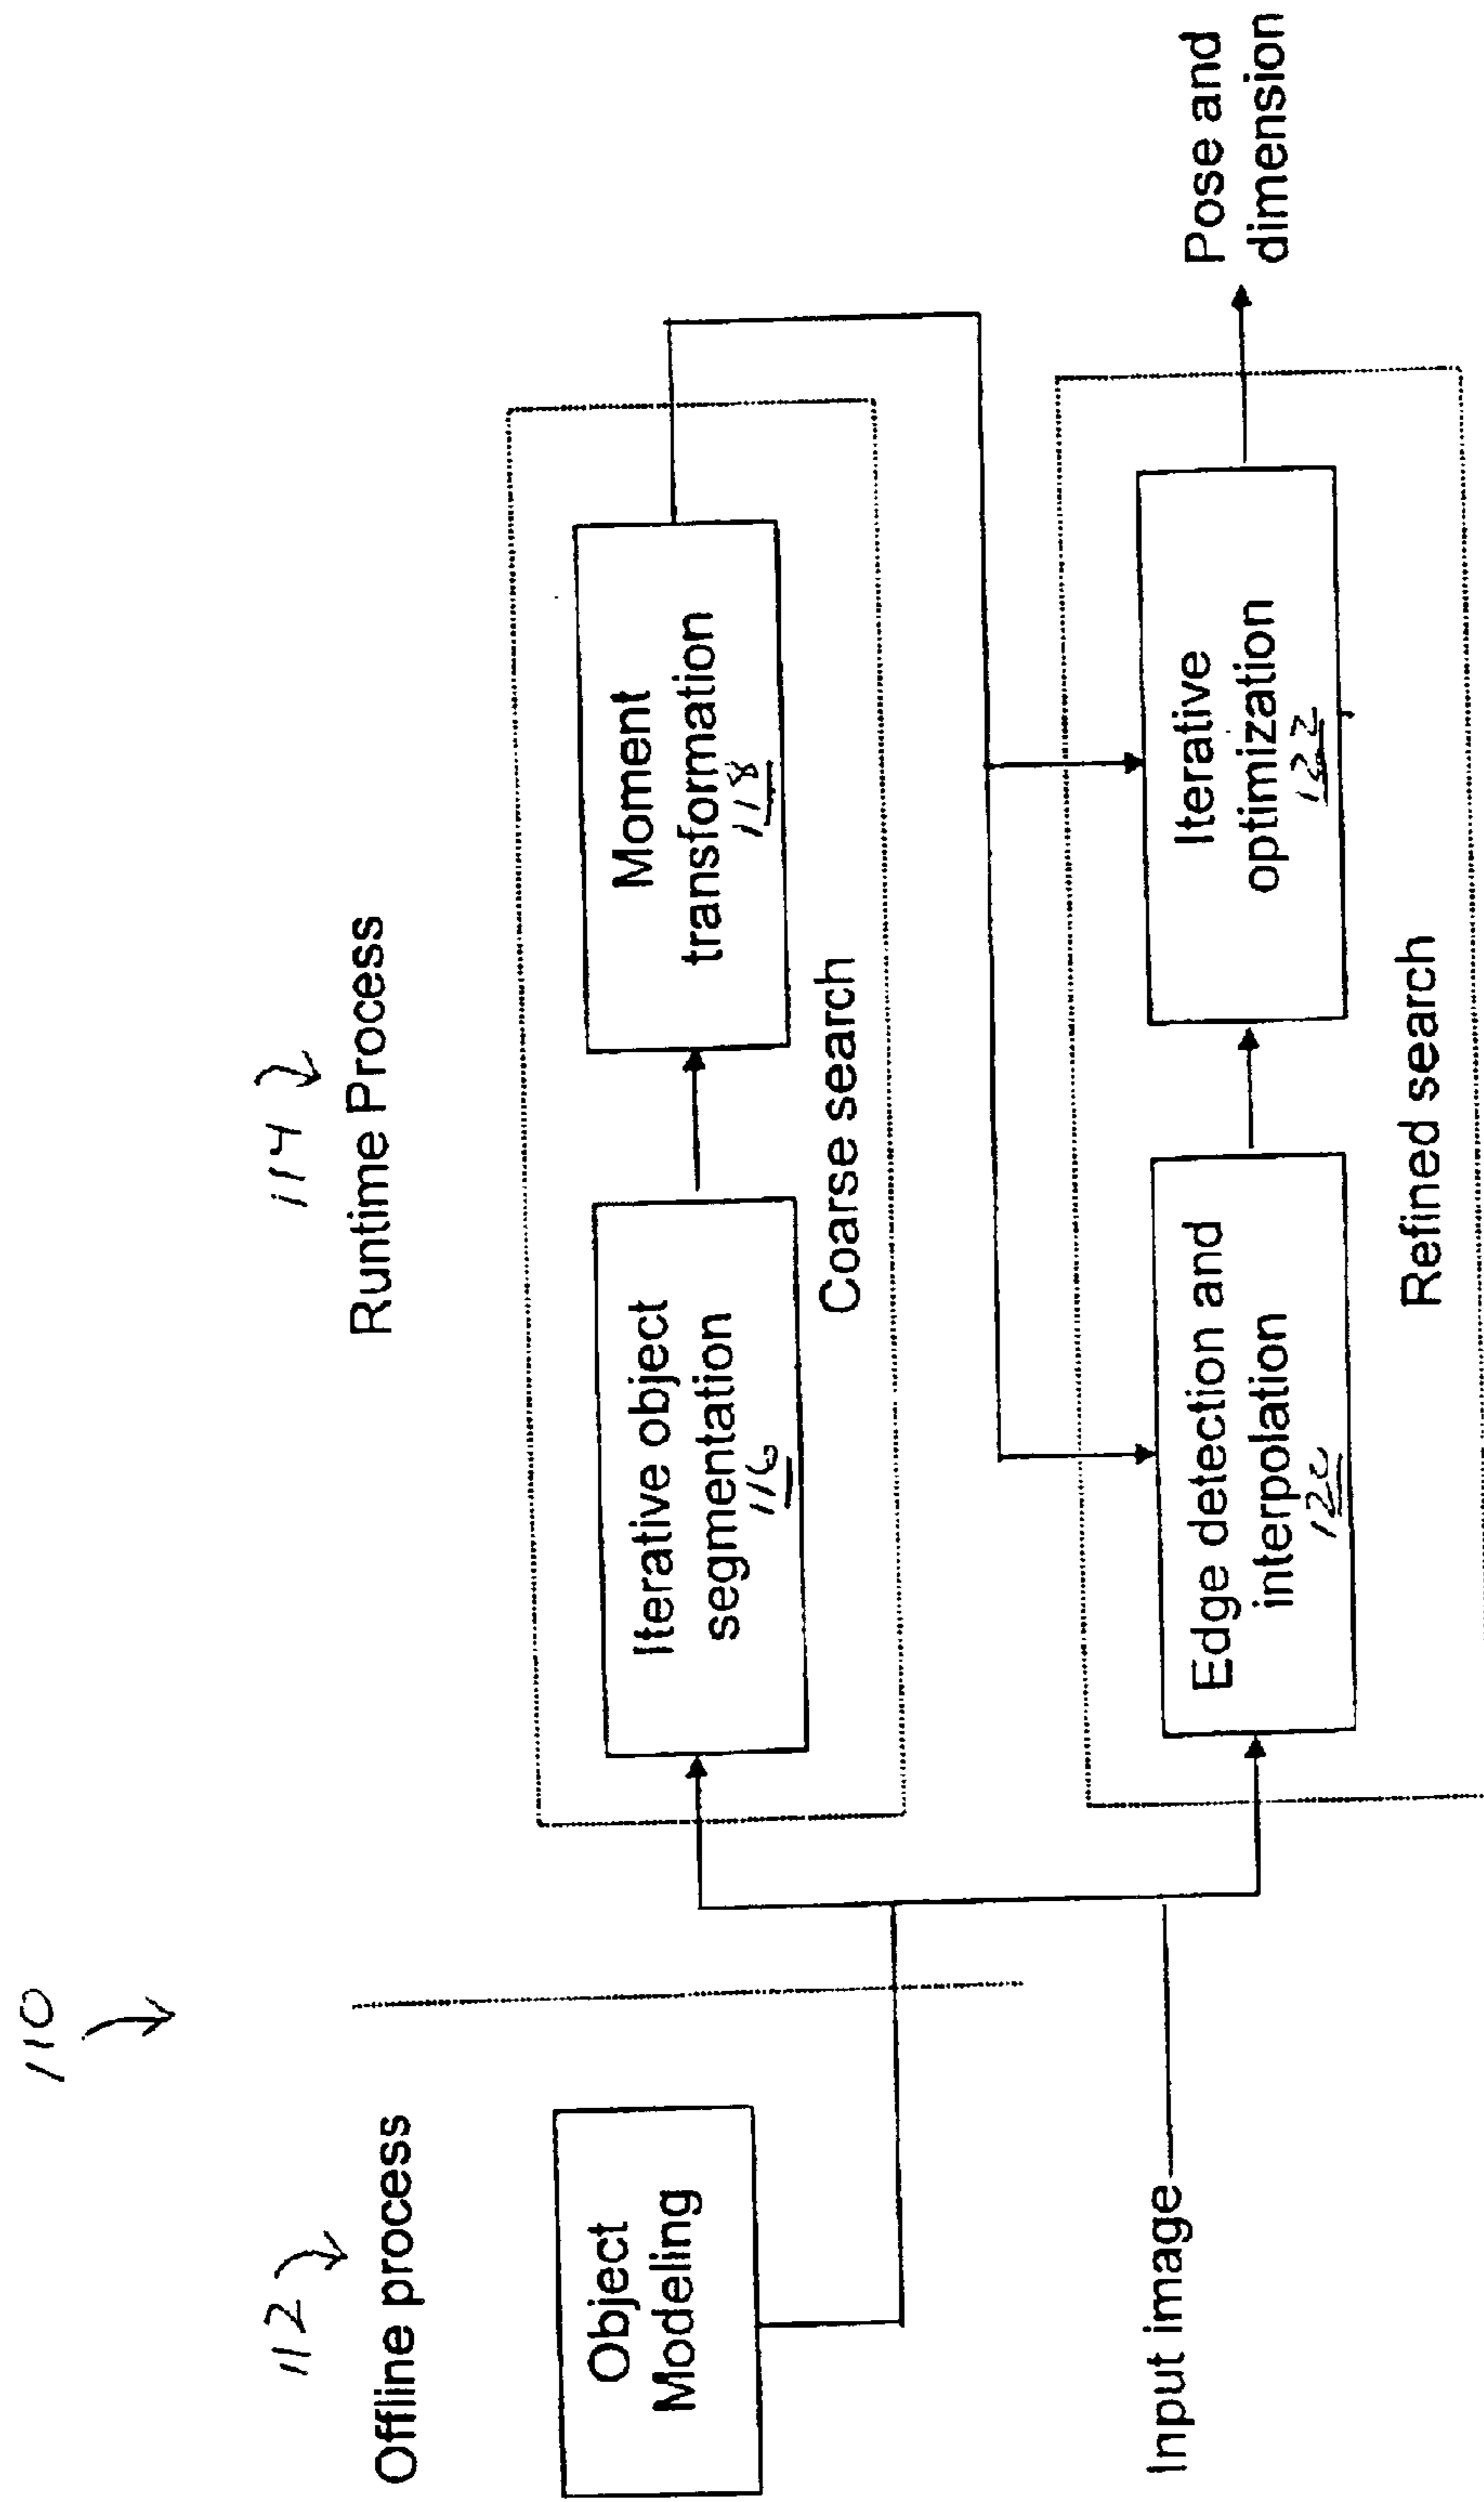 110
112
Offline process
114
Runtime Process
Object
Modeling
Iterative object
segmentation
116
Moment
transformation
118
Coarse search
Input image
Edge detection and
interpolation
120
Iterative
optimization
122
Refined search
Pose and
dimension